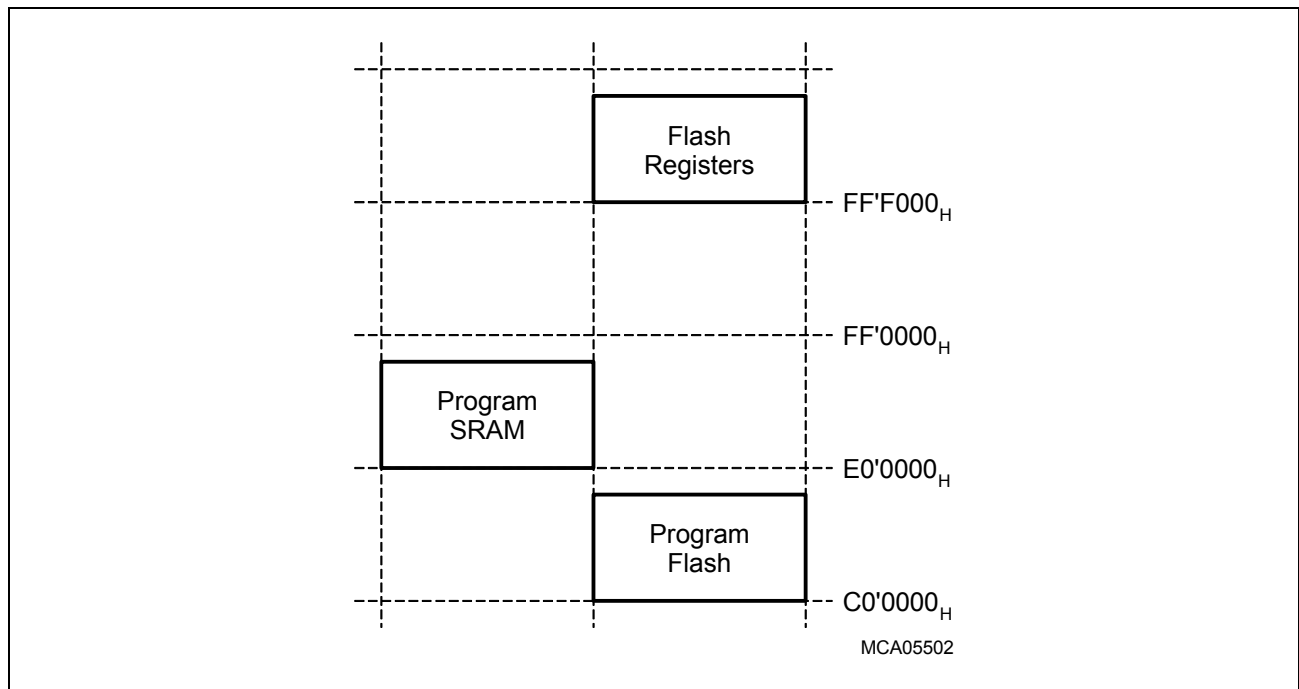 Flash
Registers
FF'F000H
FF'0000H
Program
SRAM
E0'0000H
Program
Flash
C0'0000H
MCA05502